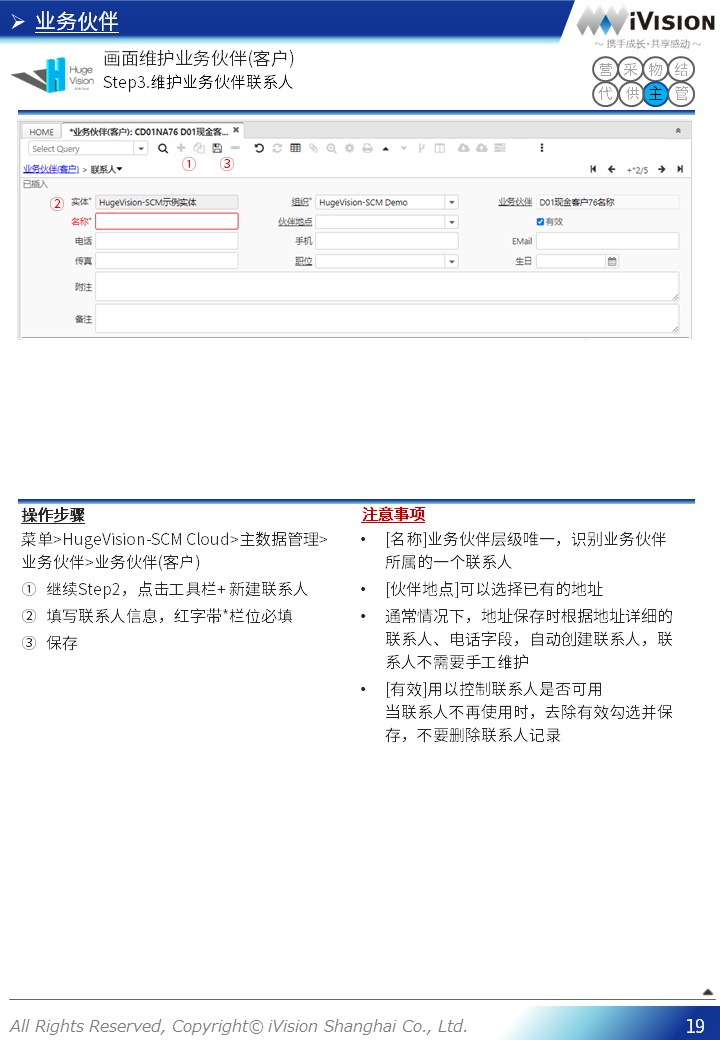 业务伙伴
iVISION
～ 携手成长·共享感动 ～
Huge
Vision
画面维护业务伙伴(客户)
Step3.维护业务伙伴联系人
营 采 物 结
代 供 主 管
HOME *业务伙伴(客户): CD01NA76 D01现金客... ×
Select Query
① ③
业务伙伴(客户) > 联系人 +*2/5
已插入
② 实体* HugeVision-SCM示例实体 组织* HugeVision-SCM Demo 业务伙伴 D01现金客户76名称
名称* 伙伴地点 有效
电话 手机 EMail
传真 职位 生日
附注
备注
操作步骤
菜单>HugeVision-SCM Cloud>主数据管理>
业务伙伴>业务伙伴(客户)
① 继续Step2，点击工具栏+ 新建联系人
② 填写联系人信息，红字带*栏位必填
③ 保存
注意事项
• [名称]业务伙伴层级唯一，识别业务伙伴
所属的一个联系人
• [伙伴地点]可以选择已有的地址
• 通常情况下，地址保存时根据地址详细的
联系人、电话字段，自动创建联系人，联
系人不需要手工维护
• [有效]用以控制联系人是否可用
当联系人不再使用时，去除有效勾选并保
存，不要删除联系人记录
All Rights Reserved, Copyright© iVision Shanghai Co., Ltd.
19